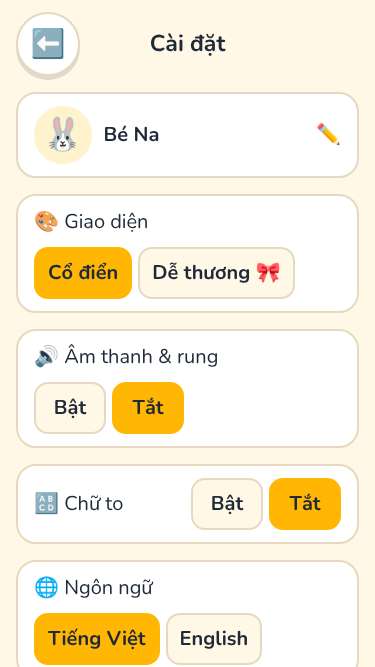 Cài đặt
Bé Na
Giao diện
Cổ điển
Dễ thương
Âm thanh & rung
Bật
Tắt
Chữ to
Bật
Tắt
Ngôn ngữ
Tiếng Việt
English